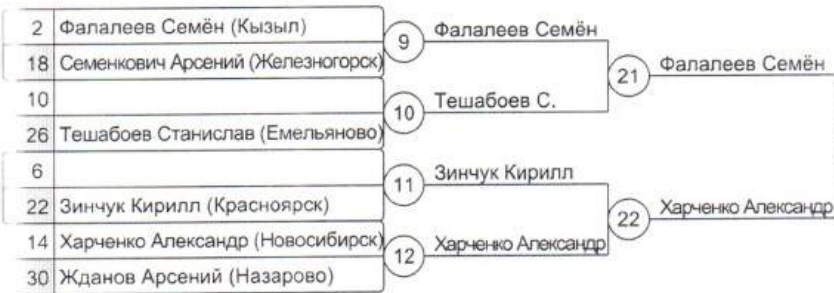 2 Фалалеев Семён (Кызыл)
18 Семенкович Арсений (Железногорск)
9 Фалалеев Семён
10
26 Тешабоев Станислав (Емельяново)
10 Тешабоев С.
21 Фалалеев Семён
6
22 Зинчук Кирилл (Красноярск)
11 Зинчук Кирилл
14 Харченко Александр (Новосибирск)
30 Жданов Арсений (Назарово)
12 Харченко Александр
22 Харченко Александр